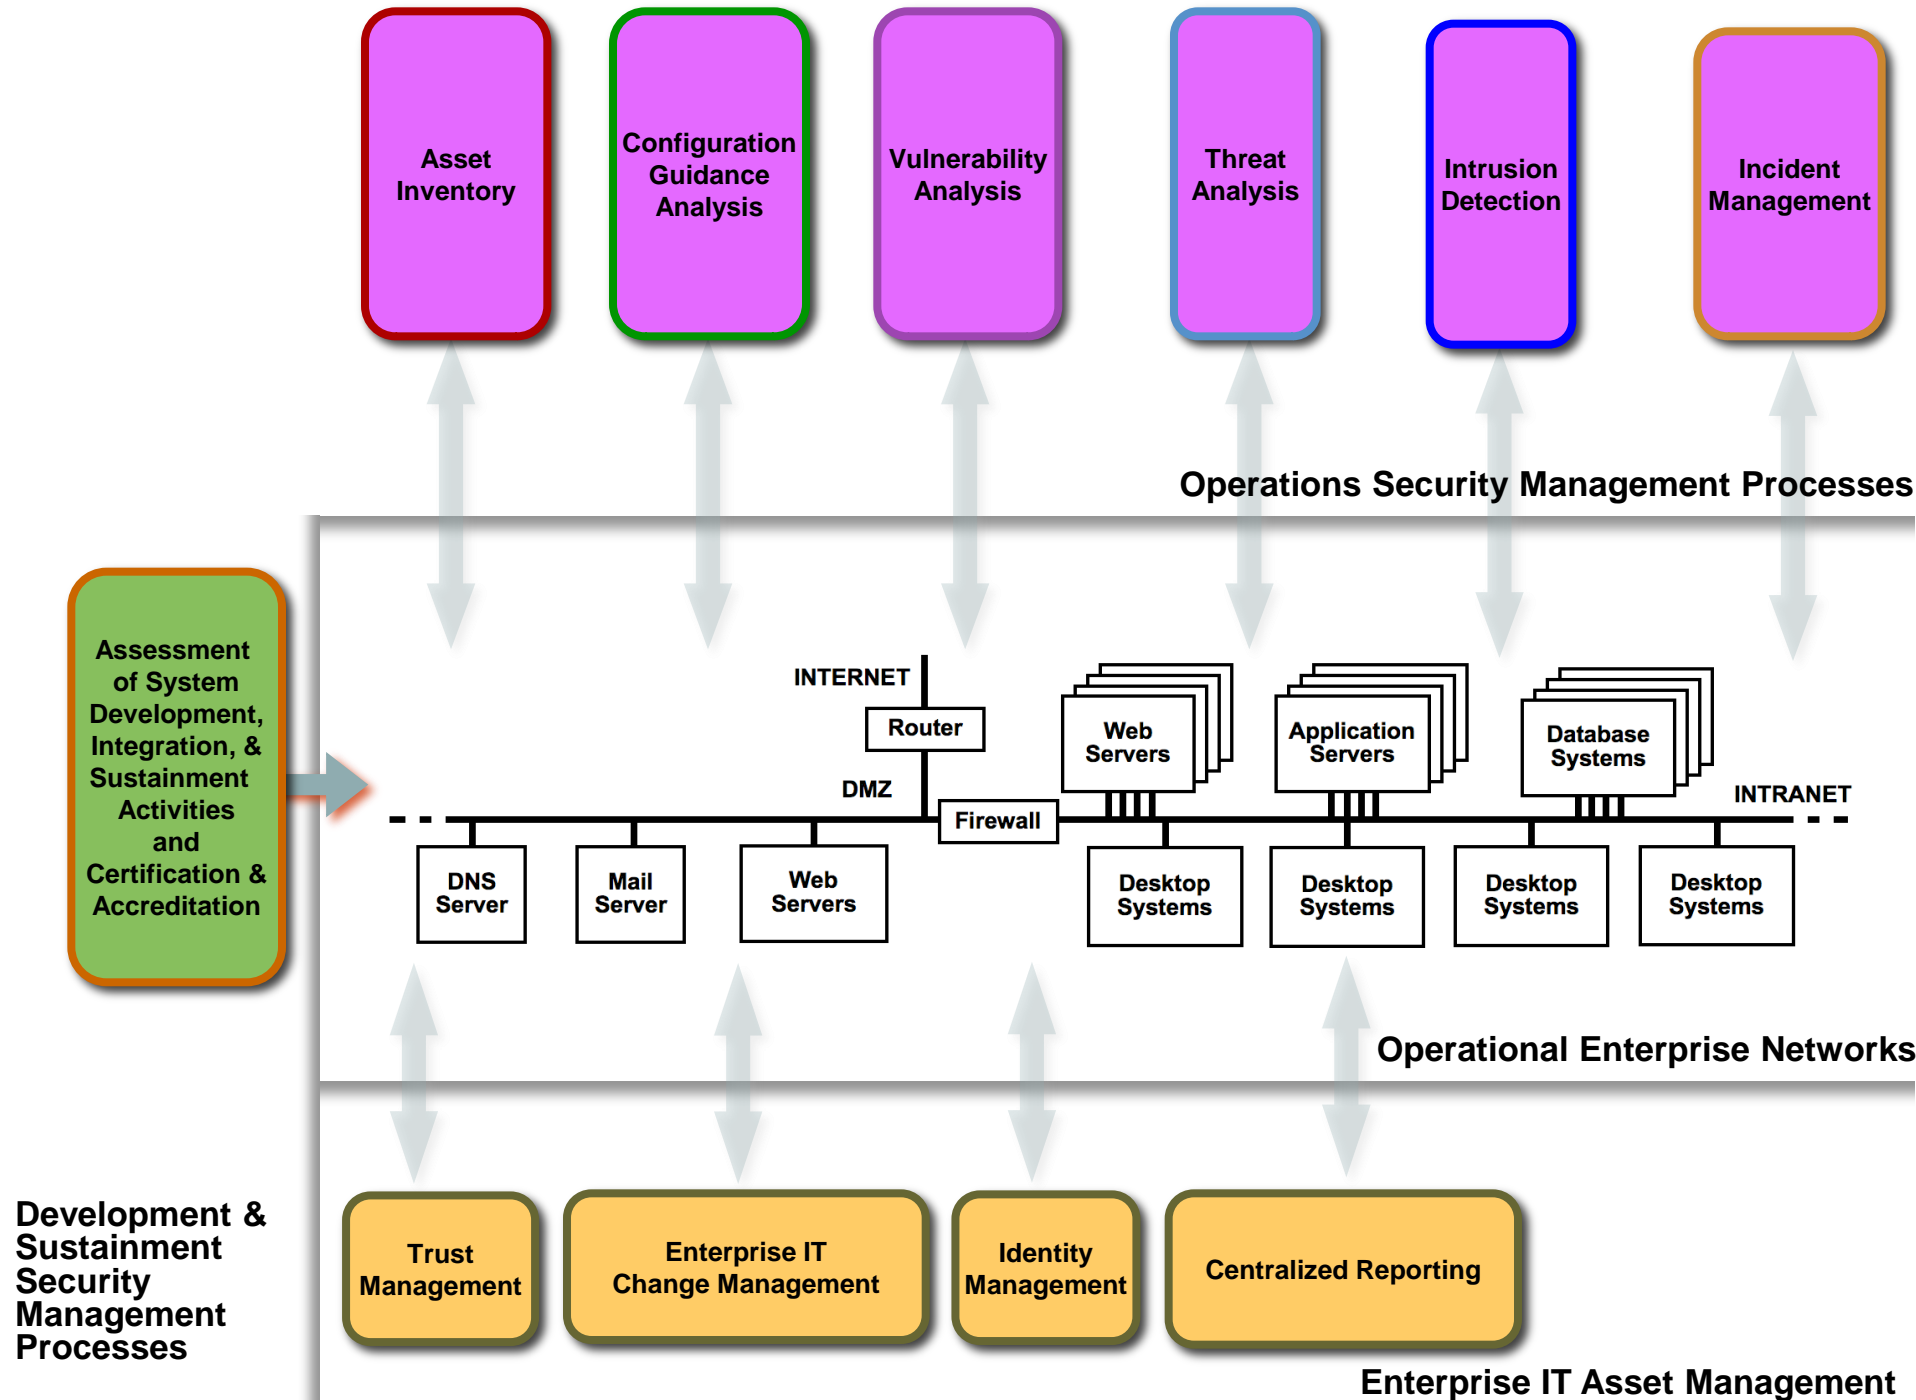 Asset
Inventory
Configuration
Guidance
Analysis
Vulnerability
Analysis
Threat
Analysis
Intrusion
Detection
Incident
Management
Operations Security Management Processes
Assessment
of System
Development,
Integration, &
Sustainment
Activities
and
Certification &
Accreditation
INTERNET
Router
DMZ
Firewall
Web
Servers
Application
Servers
Database
Systems
INTRANET
DNS
Server
Mail
Server
Web
Servers
Desktop
Systems
Desktop
Systems
Desktop
Systems
Desktop
Systems
Operational Enterprise Networks
Development &
Sustainment
Security
Management
Processes
Trust
Management
Enterprise IT
Change Management
Identity
Management
Centralized Reporting
Enterprise IT Asset Management